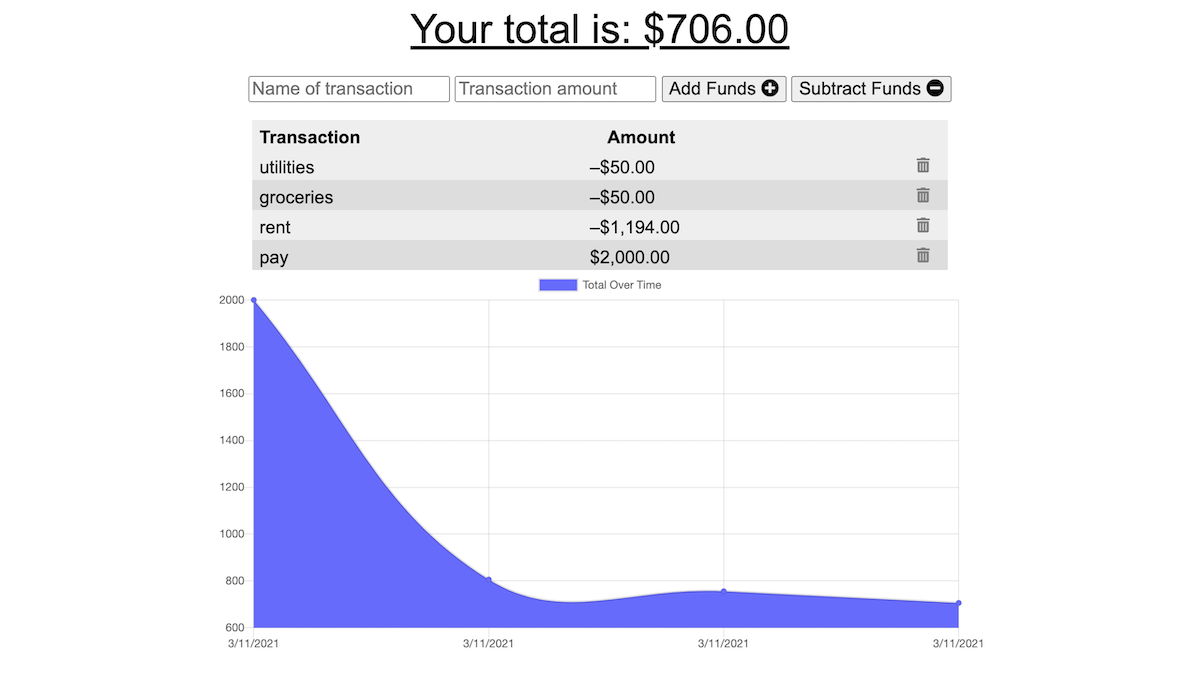 Your total is: $706.00
Name of transaction Transaction amount Add Funds Subtract Funds
Transaction Amount
utilities –$50.00
groceries –$50.00
rent –$1,194.00
pay $2,000.00
Total Over Time
2000
1800
1600
1400
1200
1000
800
600
3/11/2021 3/11/2021 3/11/2021 3/11/2021